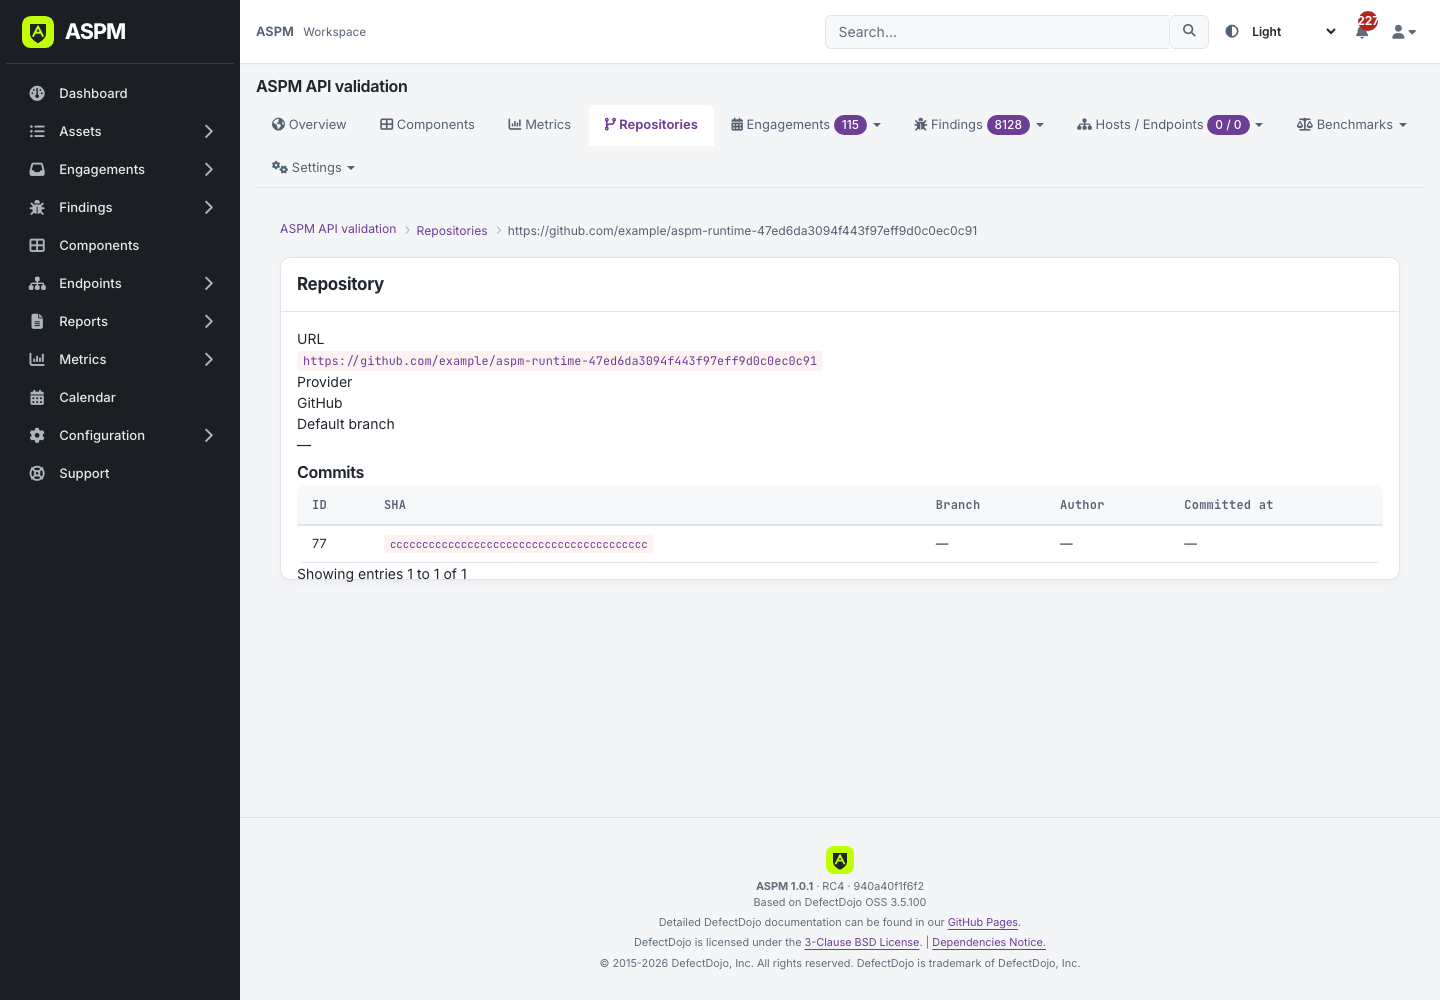 ASPM
ASPM Workspace
Search...
Light
227
Dashboard
Assets
Engagements
Findings
Components
Endpoints
Reports
Metrics
Calendar
Configuration
Support
ASPM API validation
Overview
Components
Metrics
Repositories
Engagements 115
Findings 8128
Hosts / Endpoints 0 / 0
Benchmarks
Settings
ASPM API validation
Repositories
https://github.com/example/aspm-runtime-47ed6da3094f443f97eff9d0c0ec0c91
Repository
URL
https://github.com/example/aspm-runtime-47ed6da3094f443f97eff9d0c0ec0c91
Provider
GitHub
Default branch
—
Commits
ID SHA Branch Author Committed at
77 cccccccccccccccccccccccccccccccccccccccc — — —
Showing entries 1 to 1 of 1
ASPM 1.0.1 · RC4 · 940a40f1f6f2
Based on DefectDojo OSS 3.5.100
Detailed DefectDojo documentation can be found in our GitHub Pages.
DefectDojo is licensed under the 3-Clause BSD License. | Dependencies Notice.
© 2015-2026 DefectDojo, Inc. All rights reserved. DefectDojo is trademark of DefectDojo, Inc.